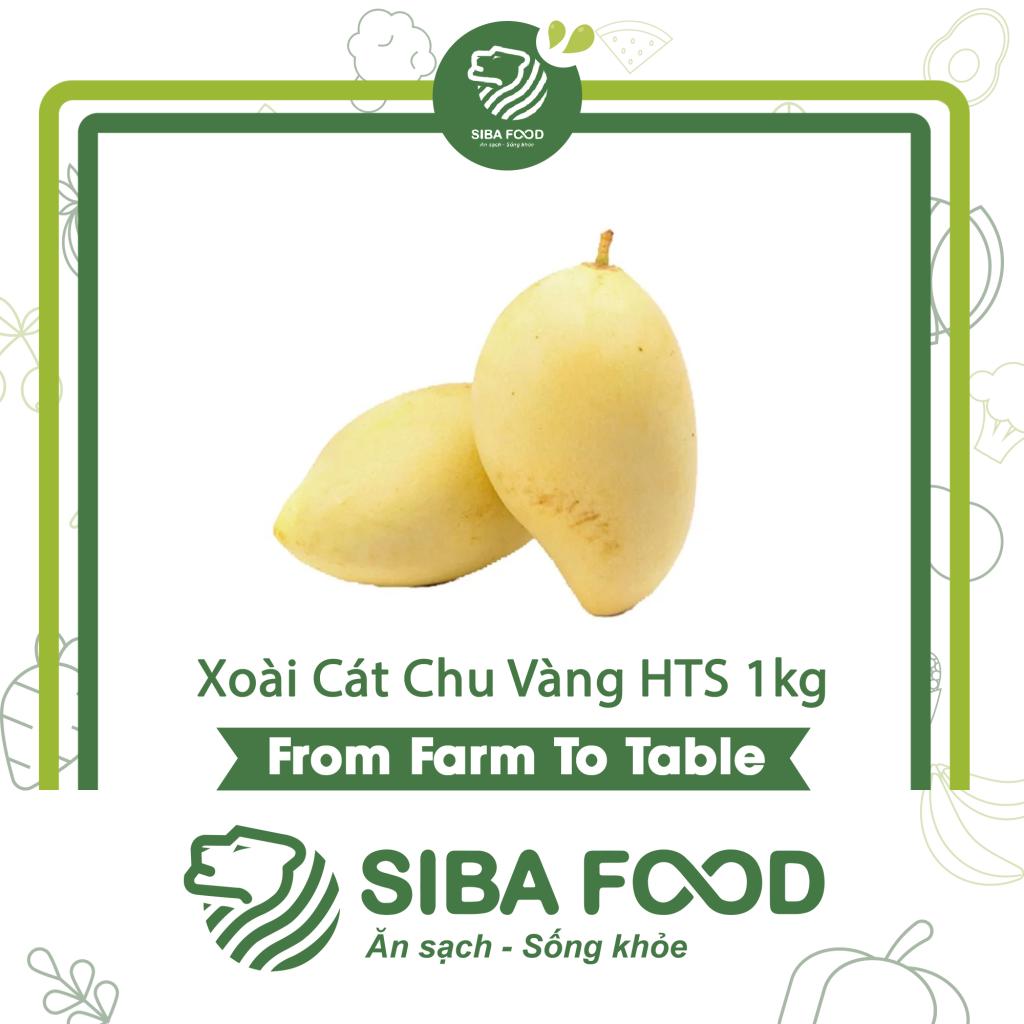 SIBA FOOD
Ăn sạch - Sống khỏe
Xoài Cát Chu Vàng HTS 1kg
From Farm To Table
SIBA FOOD
Ăn sạch - Sống khỏe